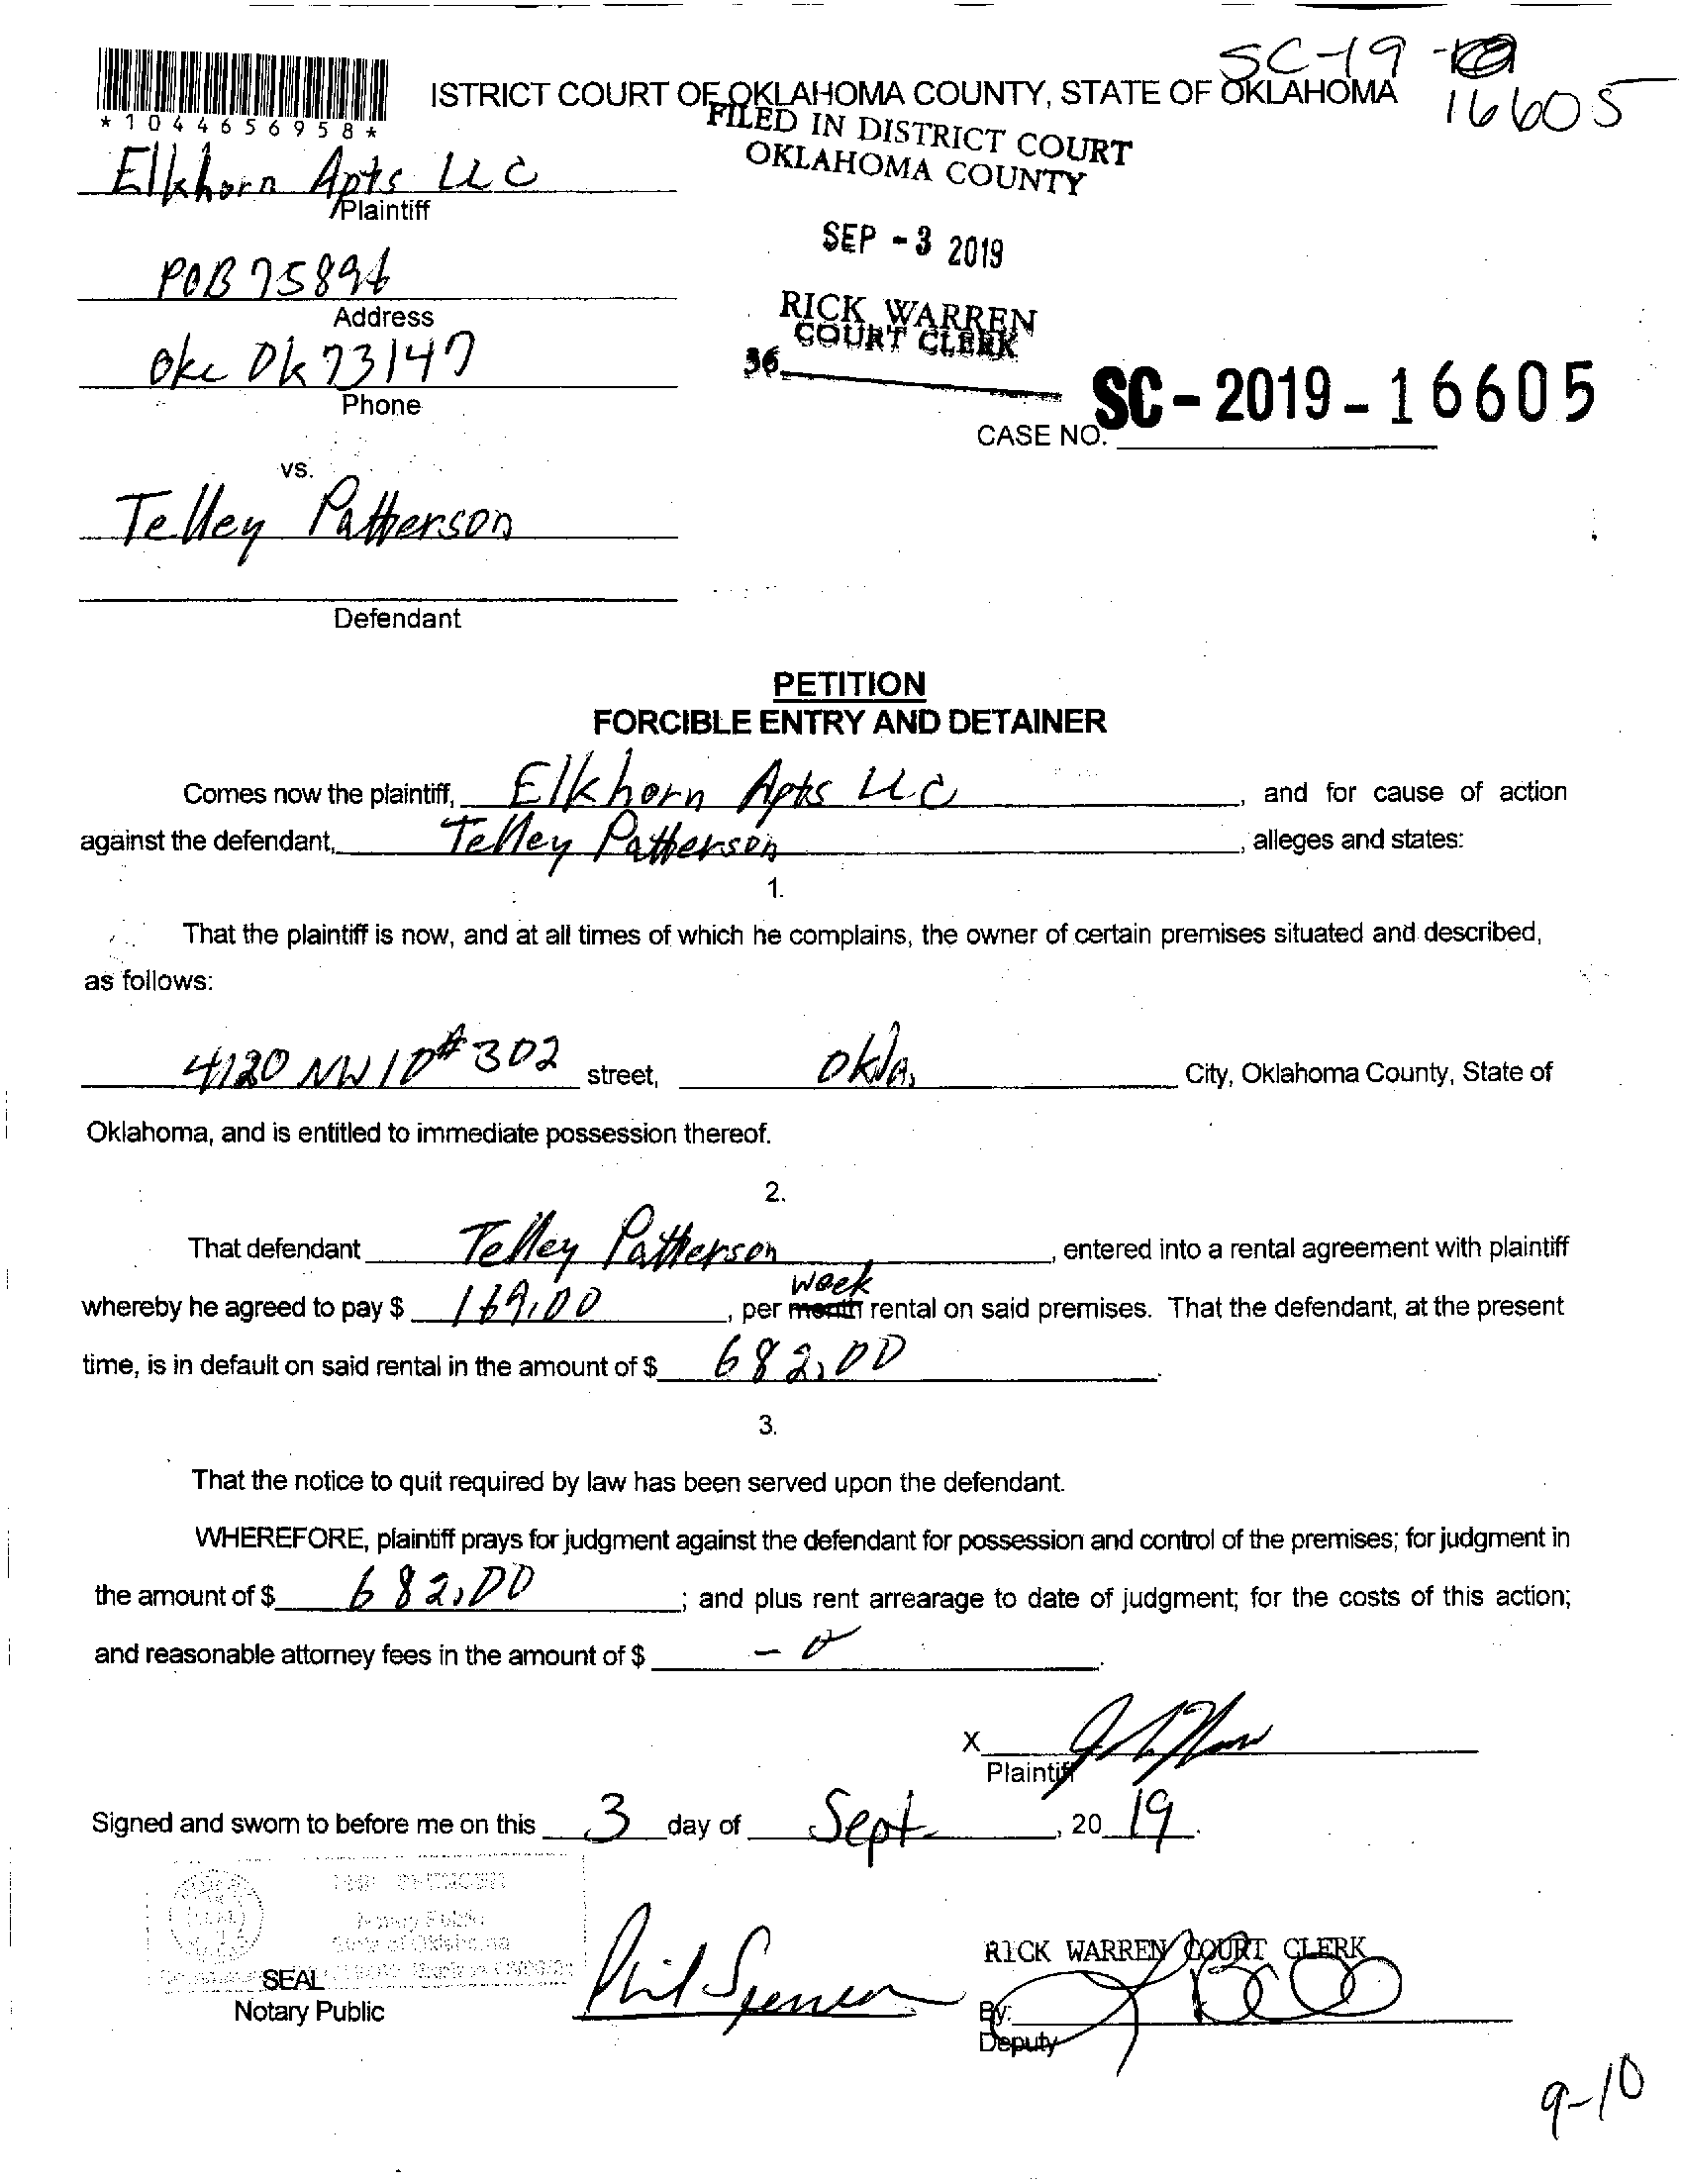 SC-19-
16605
ISTRICT COURT OF OKLAHOMA COUNTY, STATE OF OKLAHOMA
*1044656958*
FILED IN DISTRICT COURT
OKLAHOMA COUNTY
Elkhorn Apts LLC
Plaintiff
SEP -3 2019
POB 75896
Address
RICK WARREN
COURT CLERK
36
Okc Ok 73147
Phone
SC-2019-16605
CASE NO.
vs.
Telley Patterson
Defendant
PETITION
FORCIBLE ENTRY AND DETAINER
Comes now the plaintiff, Elkhorn Apts LLC, and for cause of action
against the defendant, Telley Patterson, alleges and states:
1.
That the plaintiff is now, and at all times of which he complains, the owner of certain premises situated and described,
as follows:
4120 NW 10 #302 street, Okla. City, Oklahoma County, State of
Oklahoma, and is entitled to immediate possession thereof.
2.
That defendant Telley Patterson, entered into a rental agreement with plaintiff
week
whereby he agreed to pay $ 169.00, per month rental on said premises. That the defendant, at the present
time, is in default on said rental in the amount of $ 682.00.
3.
That the notice to quit required by law has been served upon the defendant.
WHEREFORE, plaintiff prays for judgment against the defendant for possession and control of the premises; for judgment in
the amount of $ 682.00; and plus rent arrearage to date of judgment; for the costs of this action;
and reasonable attorney fees in the amount of $ -0.
X
Plaintiff
Signed and sworn to before me on this 3 day of Sept., 20 19.
Notary Public
State of Oklahoma
RICK WARREN COURT CLERK
SEAL
Phil Spencer
Notary Public
By:
Deputy
9-10